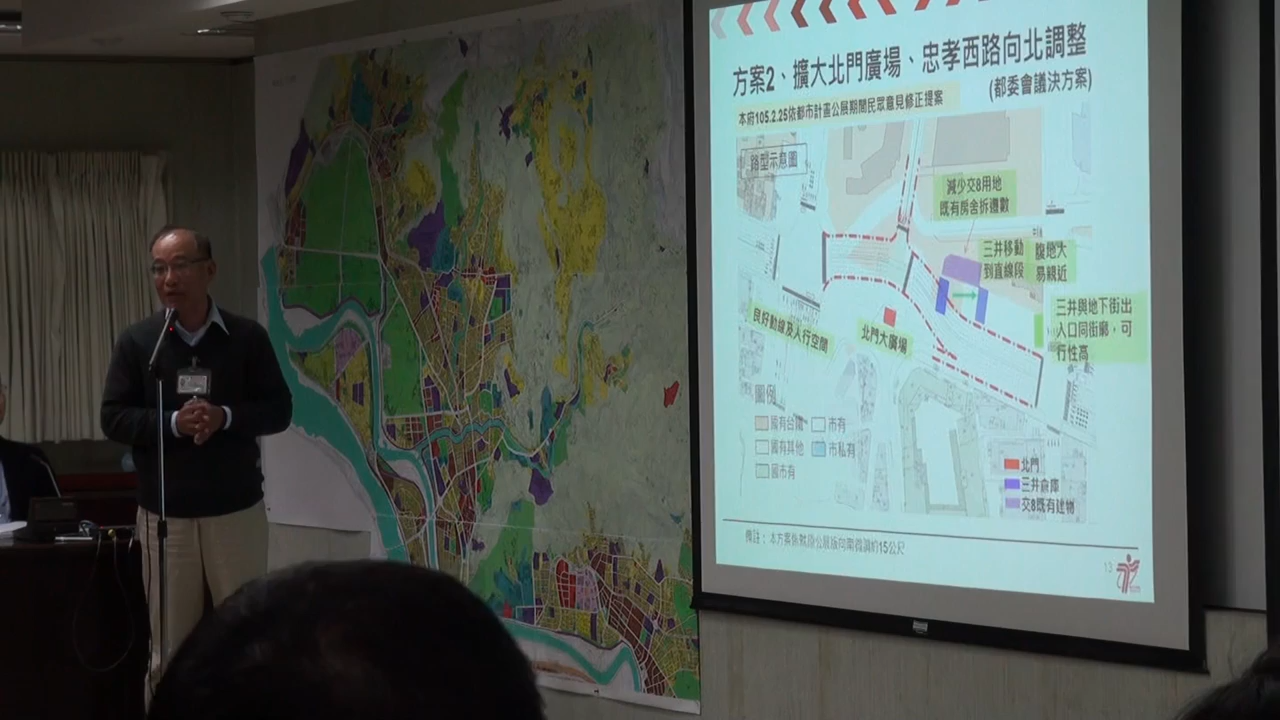 方案2、擴大北門廣場、忠孝西路向北調整
(都委會議決方案)
本府105.2.25依都市計畫公展期間民眾意見修正提案
路型示意圖
減少交8用地
既有房舍拆遷數
三井移動
到直線段
腹地大
易親近
三井與地下街出
入口同街廓，可
行性高
良好動線及人行空間
北門大廣場
圖例
國有台鐵
市有
國有其他
市私有
國市有
北門
三井倉庫
交8既有建物
備註：本方案係就原公展版向南微調約15公尺
13